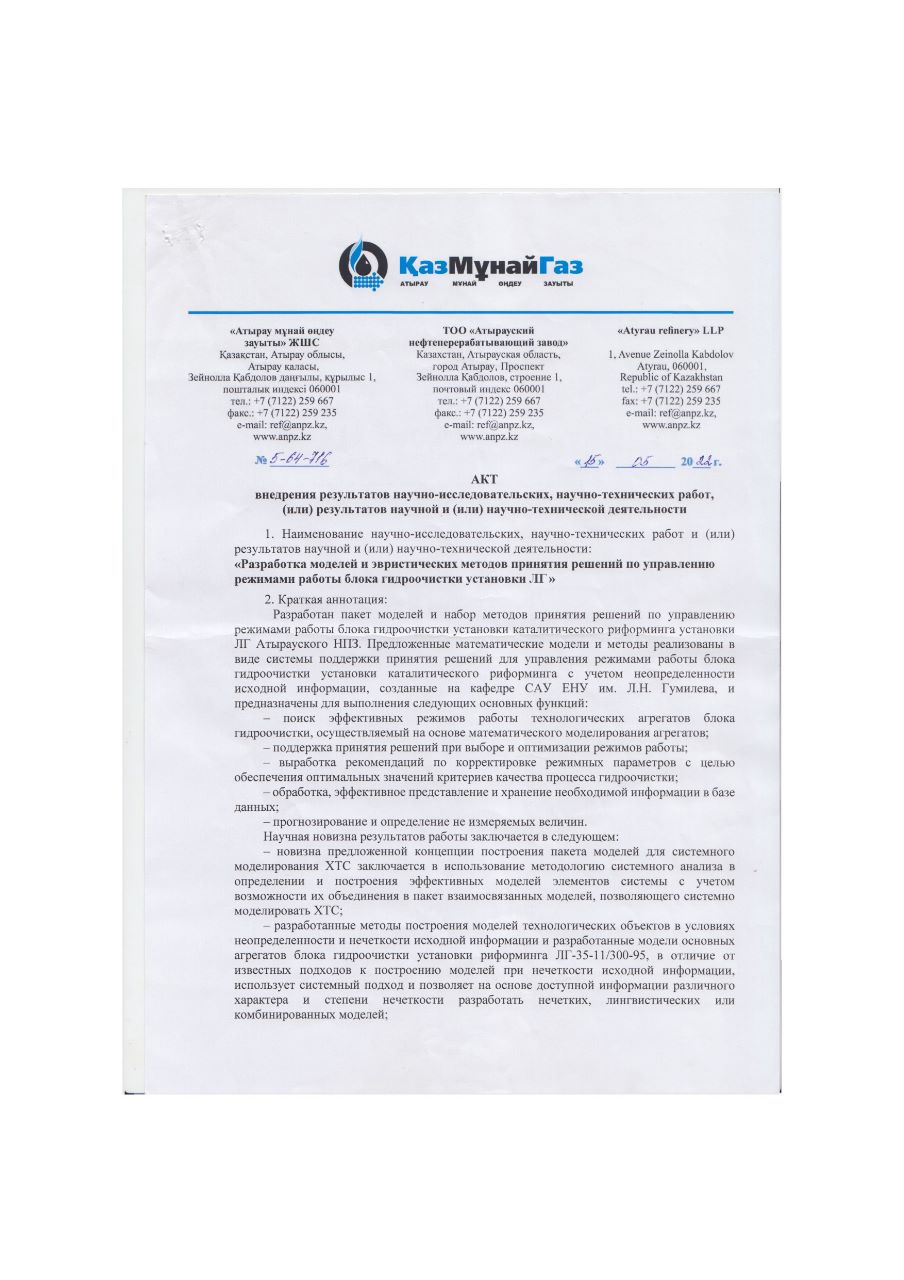 ҚазМұнайГаз
АТЫРАУ МҰНАЙ ӨҢДЕУ ЗАУЫТЫ
«Атырау мұнай өңдеу
зауыты» ЖШС
Қазақстан, Атырау облысы,
Атырау қаласы,
Зейнолла Қабдолов даңғылы, құрылыс 1,
пошталық индексі 060001
тел.: +7 (7122) 259 667
факс.: +7 (7122) 259 235
e-mail: ref@anpz.kz,
www.anpz.kz
ТОО «Атырауский
нефтеперерабатывающий завод»
Казахстан, Атырауская область,
город Атырау, Проспект
Зейнолла Кабдолов, строение 1,
почтовый индекс 060001
тел.: +7 (7122) 259 667
факс.: +7 (7122) 259 235
e-mail: ref@anpz.kz,
www.anpz.kz
«Atyrau refinery» LLP
1, Avenue Zeinolla Kabdolov
Atyrau, 060001,
Republic of Kazakhstan
tel.: +7 (7122) 259 667
fax: +7 (7122) 259 235
e-mail: ref@anpz.kz,
www.anpz.kz
№ 5-64-716 «15» 05 2022 г.
АКТ
внедрения результатов научно-исследовательских, научно-технических работ,
(или) результатов научной и (или) научно-технической деятельности
1. Наименование научно-исследовательских, научно-технических работ и (или)
результатов научной и (или) научно-технической деятельности:
«Разработка моделей и эвристических методов принятия решений по управлению
режимами работы блока гидроочистки установки ЛГ»
2. Краткая аннотация:
Разработан пакет моделей и набор методов принятия решений по управлению
режимами работы блока гидроочистки установки каталитического риформинга установки
ЛГ Атырауского НПЗ. Предложенные математические модели и методы реализованы в
виде системы поддержки принятия решений для управления режимами работы блока
гидроочистки установки каталитического риформинга с учетом неопределенности
исходной информации, созданные на кафедре САУ ЕНУ им. Л.Н. Гумилева, и
предназначены для выполнения следующих основных функций:
– поиск эффективных режимов работы технологических агрегатов блока
гидроочистки, осуществляемый на основе математического моделирования агрегатов;
– поддержка принятия решений при выборе и оптимизации режимов работы;
– выработка рекомендаций по корректировке режимных параметров с целью
обеспечения оптимальных значений критериев качества процесса гидроочистки;
– обработка, эффективное представление и хранение необходимой информации в базе
данных;
– прогнозирование и определение не измеряемых величин.
Научная новизна результатов работы заключается в следующем:
– новизна предложенной концепции построения пакета моделей для системного
моделирования ХТС заключается в использование методологию системного анализа в
определении и построения эффективных моделей элементов системы с учетом
возможности их объединения в пакет взаимосвязанных моделей, позволяющего системно
моделировать ХТС;
– разработанные методы построения моделей технологических объектов в условиях
неопределенности и нечеткости исходной информации и разработанные модели основных
агрегатов блока гидроочистки установки риформинга ЛГ-35-11/300-95, в отличие от
известных подходов к построению моделей при нечеткости исходной информации,
использует системный подход и позволяет на основе доступной информации различного
характера и степени нечеткости разработать нечетких, лингвистических или
комбинированных моделей;